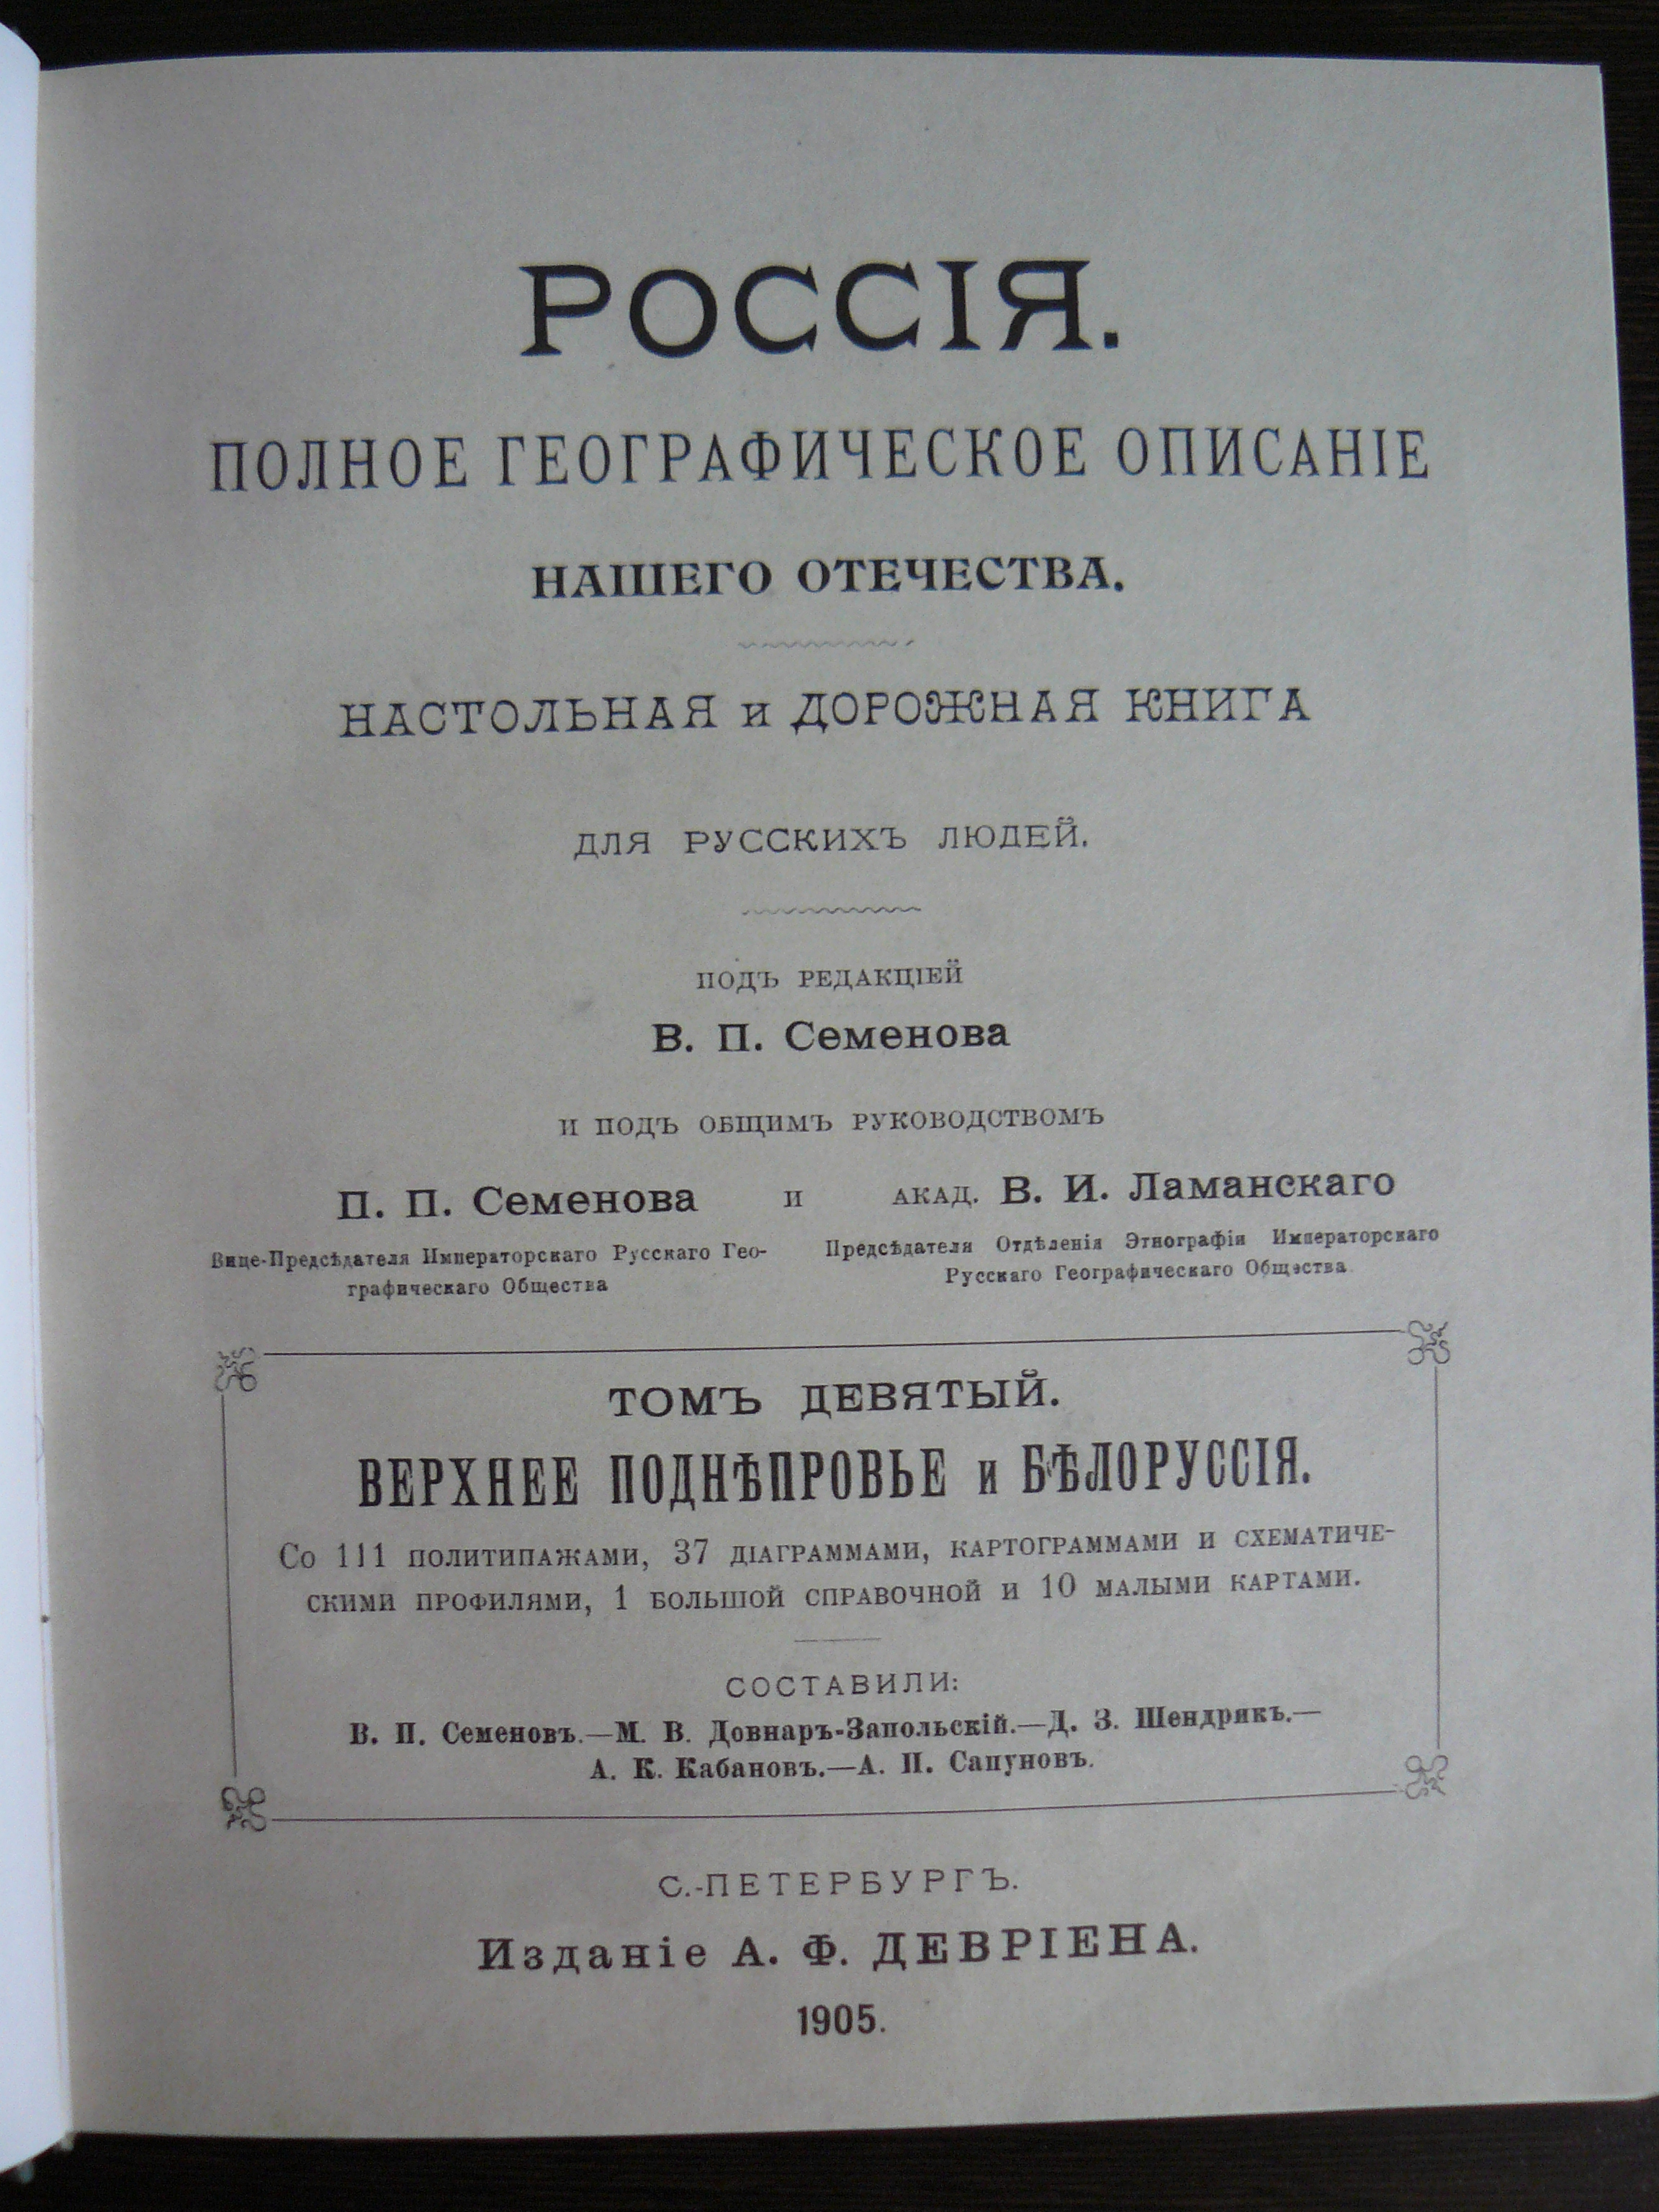 РОССІЯ.
ПОЛНОЕ ГЕОГРАФИЧЕСКОЕ ОПИСАНІЕ
НАШЕГО ОТЕЧЕСТВА.
НАСТОЛЬНАЯ и ДОРОЖНАЯ КНИГА
ДЛЯ РУССКИХЪ ЛЮДЕЙ.
ПОДЪ РЕДАКЦІЕЙ
В. П. Семенова
И ПОДЪ ОБЩИМЪ РУКОВОДСТВОМЪ
П. П. Семенова и АКАД. В. И. Ламанскаго
Вице-Предсѣдателя Императорскаго Русскаго Гео-
графическаго Общества
Предсѣдателя Отдѣленія Этнографіи Императорскаго
Русскаго Географическаго Общества
ТОМЪ ДЕВЯТЫЙ.
ВЕРХНЕЕ ПОДНѢПРОВЬЕ и БѢЛОРУССІЯ.
Со 111 политипажами, 37 діаграммами, картограммами и схематиче-
скими профилями, 1 большой справочной и 10 малыми картами.
СОСТАВИЛИ:
В. П. Семеновъ.—М. В. Довнаръ-Запольскій.—Д. З. Шендрикъ.—
А. К. Кабановъ.—А. П. Сапуновъ.
С.-ПЕТЕРБУРГЪ.
Изданіе А. Ф. ДЕВРІЕНА.
1905.